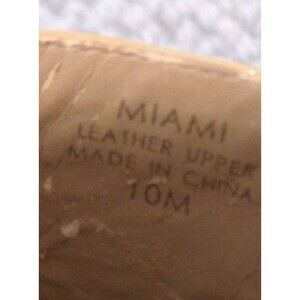 MIAMI
LEATHER UPPER
MADE IN CHINA
10M